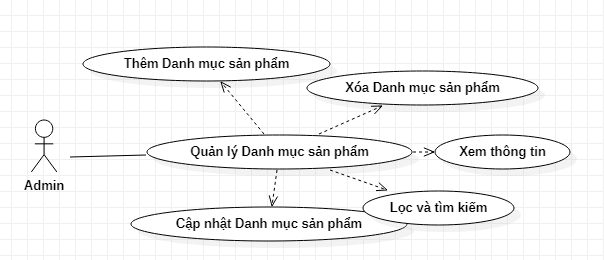 Thêm Danh mục sản phẩm
Xóa Danh mục sản phẩm
Quản lý Danh mục sản phẩm
Xem thông tin
Admin
Lọc và tìm kiếm
Cập nhật Danh mục sản phẩm